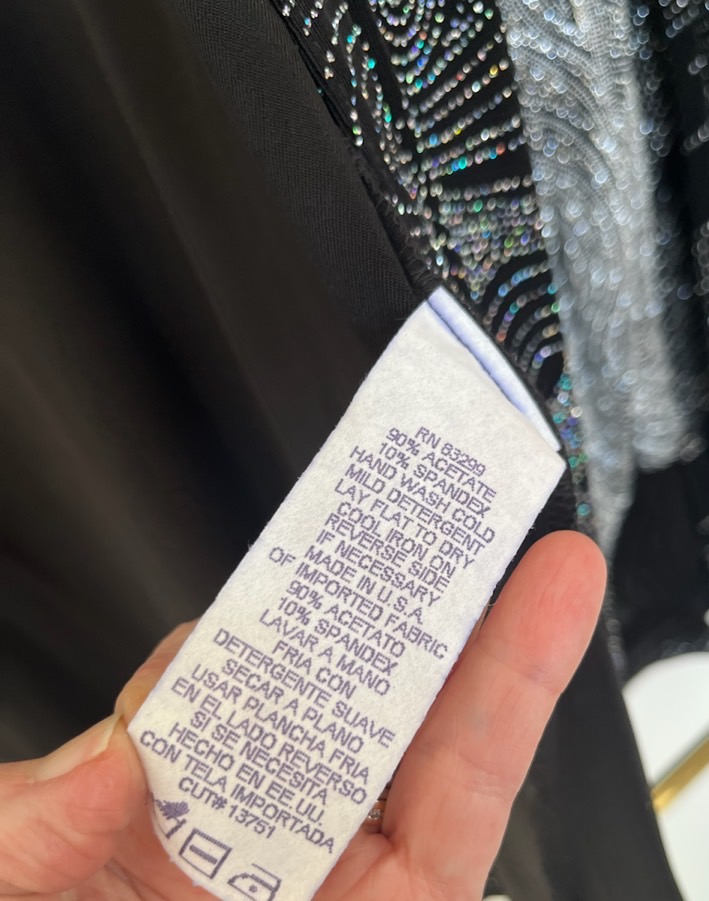 RN 83299
90% ACETATE
10% SPANDEX
HAND WASH COLD
MILD DETERGENT
LAY FLAT TO DRY
COOL IRON ON
REVERSE SIDE
IF NECESSARY
MADE IN U.S.A
OF IMPORTED FABRIC
90% ACETATO
10% SPANDEX
LAVAR A MANO
FRIA CON
DETERGENTE SUAVE
SECAR A PLANO
USAR PLANCHA FRIA
EN EL LADO REVERSO
SI SE NECESITA
HECHO EN EE.UU.
CON TELA IMPORTADA
CUT# 13751